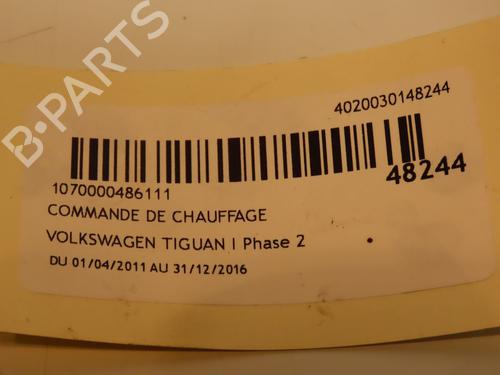 B-PARTS
4020030148244
48244
1070000486111
COMMANDE DE CHAUFFAGE
VOLKSWAGEN TIGUAN I Phase 2
DU 01/04/2011 AU 31/12/2016